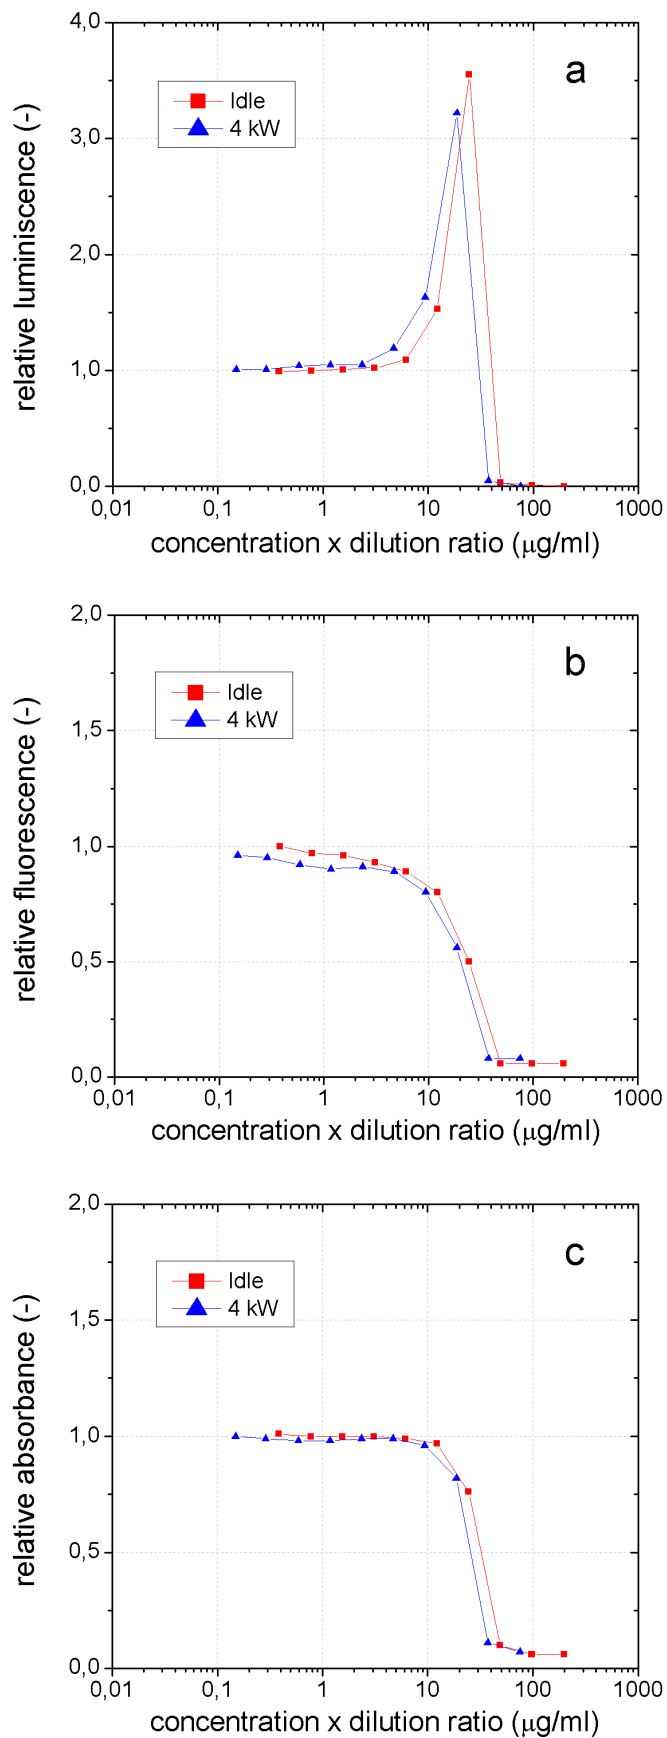 a
Idle
4 kW
relative luminiscence (-)
4,0
3,0
2,0
1,0
0,0
0,01 0,1 1 10 100 1000
concentration x dilution ratio (μg/ml)
b
Idle
4 kW
relative fluorescence (-)
2,0
1,5
1,0
0,5
0,0
0,01 0,1 1 10 100 1000
concentration x dilution ratio (μg/ml)
c
Idle
4 kW
relative absorbance (-)
2,0
1,5
1,0
0,5
0,0
0,01 0,1 1 10 100 1000
concentration x dilution ratio (μg/ml)